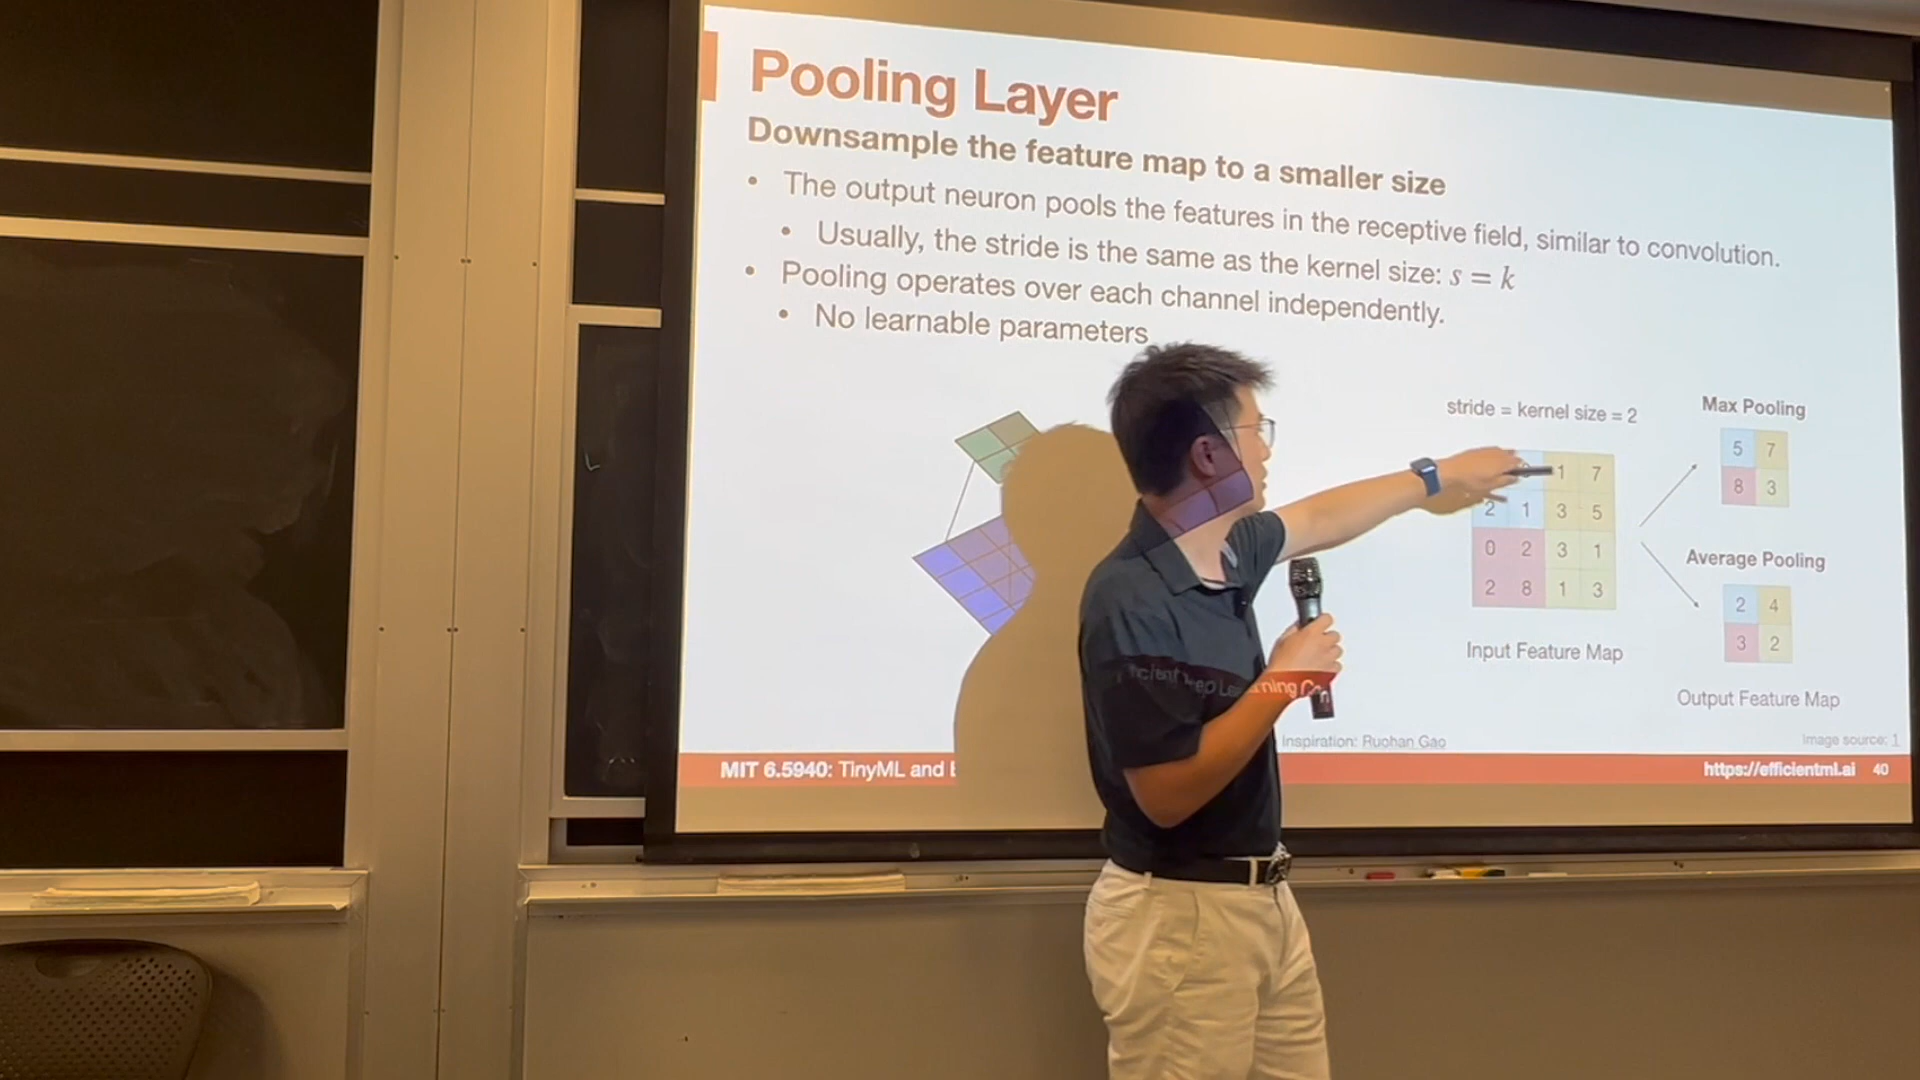 Pooling Layer
Downsample the feature map to a smaller size
• The output neuron pools the features in the receptive field, similar to convolution.
• Usually, the stride is the same as the kernel size: s = k
• Pooling operates over each channel independently.
• No learnable parameters
stride = kernel size = 2
1 7
2 1 3 5
0 2 3 1
2 8 1 3
Input Feature Map
Max Pooling
5 7
8 3
Average Pooling
2 4
3 2
Output Feature Map
Inspiration: Ruohan Gao
Image source: 1
MIT 6.5940: TinyML and
https://efficientml.ai 40